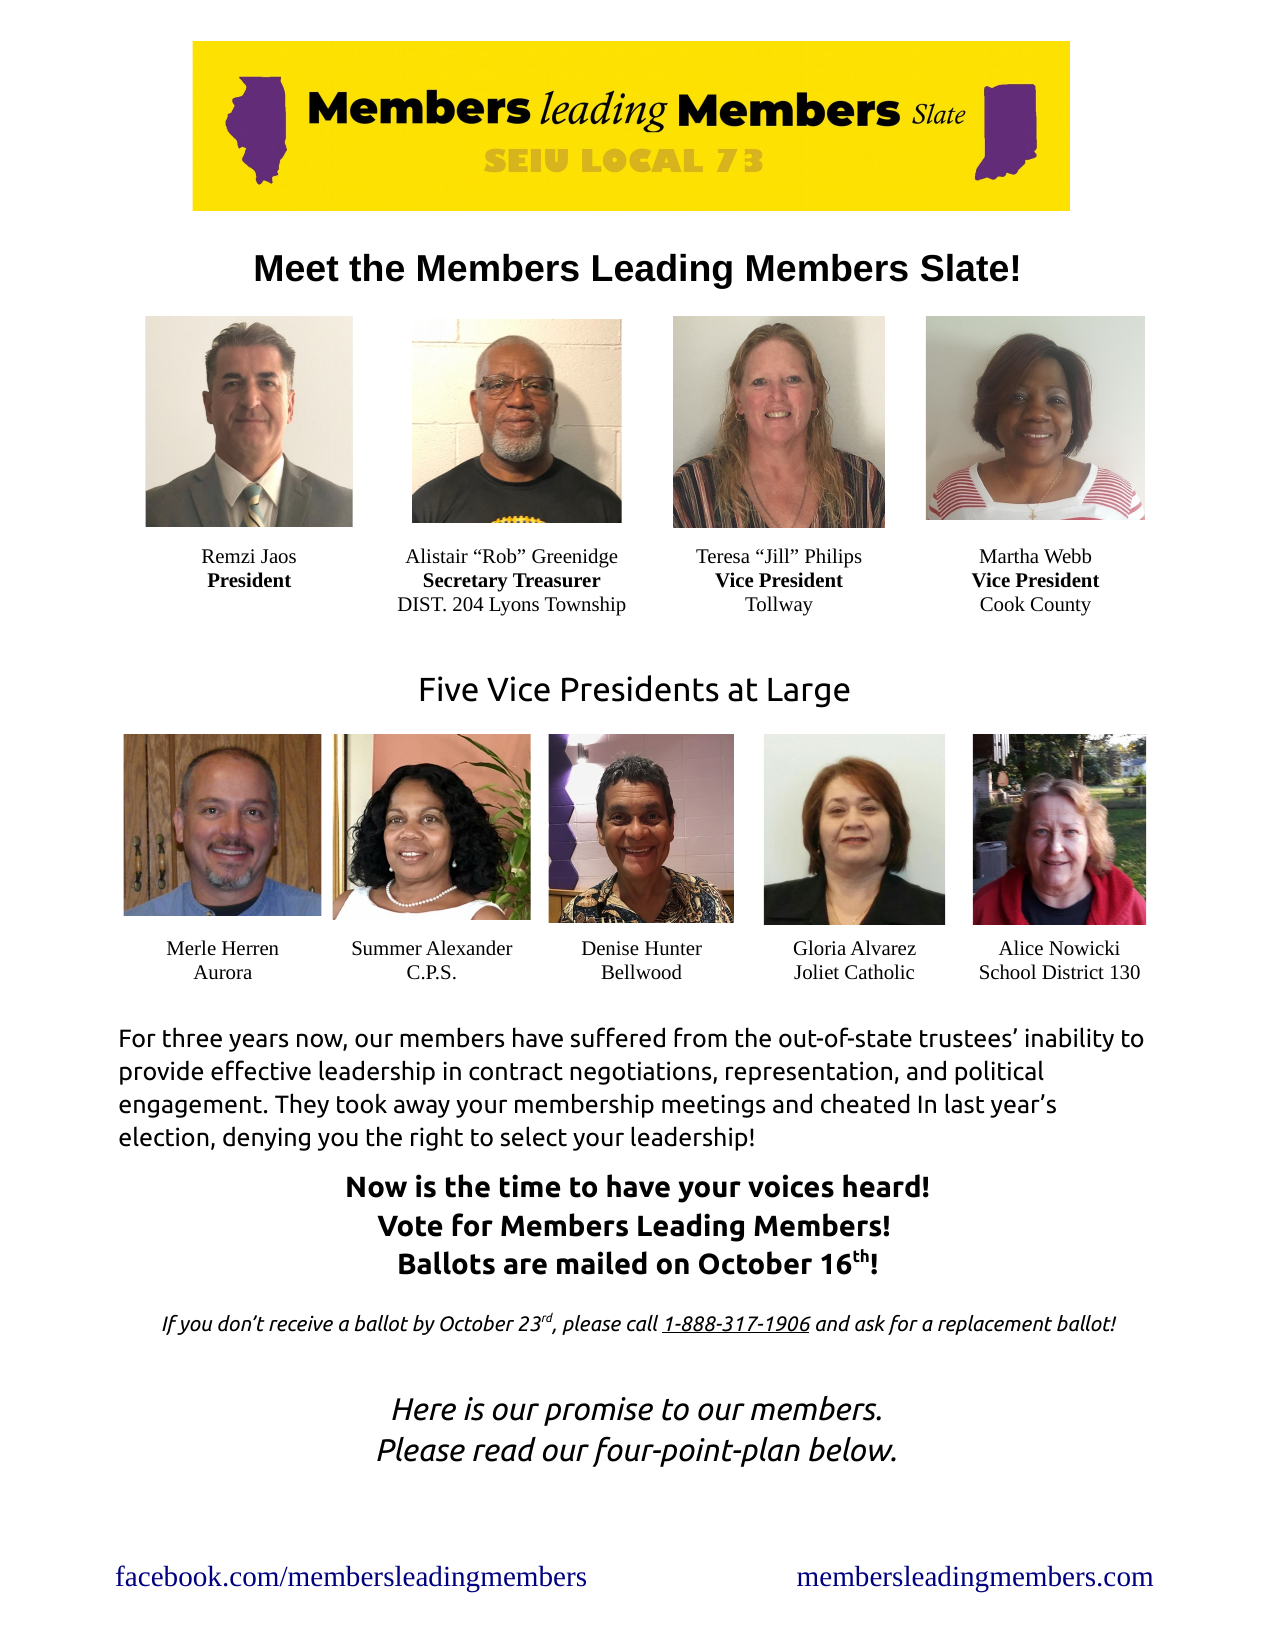 Members leading Members Slate
SEIU LOCAL 73
Meet the Members Leading Members Slate!
Remzi Jaos
President
Alistair “Rob” Greenidge
Secretary Treasurer
DIST. 204 Lyons Township
Teresa “Jill” Philips
Vice President
Tollway
Martha Webb
Vice President
Cook County
Five Vice Presidents at Large
Merle Herren
Aurora
Summer Alexander
C.P.S.
Denise Hunter
Bellwood
Gloria Alvarez
Joliet Catholic
Alice Nowicki
School District 130
For three years now, our members have suffered from the out-of-state trustees’ inability to
provide effective leadership in contract negotiations, representation, and political
engagement. They took away your membership meetings and cheated In last year’s
election, denying you the right to select your leadership!
Now is the time to have your voices heard!
Vote for Members Leading Members!
Ballots are mailed on October 16th!
If you don’t receive a ballot by October 23rd, please call 1-888-317-1906 and ask for a replacement ballot!
Here is our promise to our members.
Please read our four-point-plan below.
facebook.com/membersleadingmembers
membersleadingmembers.com